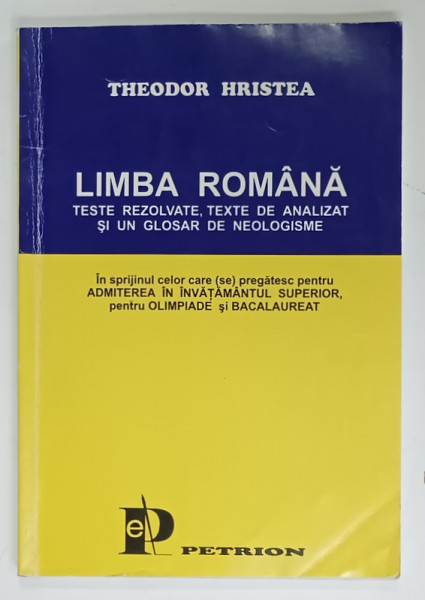 THEODOR HRISTEA
LIMBA ROMÂNĂ
TESTE REZOLVATE, TEXTE DE ANALIZAT
ŞI UN GLOSAR DE NEOLOGISME
În sprijinul celor care (se) pregătesc pentru
ADMITEREA ÎN ÎNVĂŢĂMÂNTUL SUPERIOR,
pentru OLIMPIADE şi BACALAUREAT
eP
PETRION